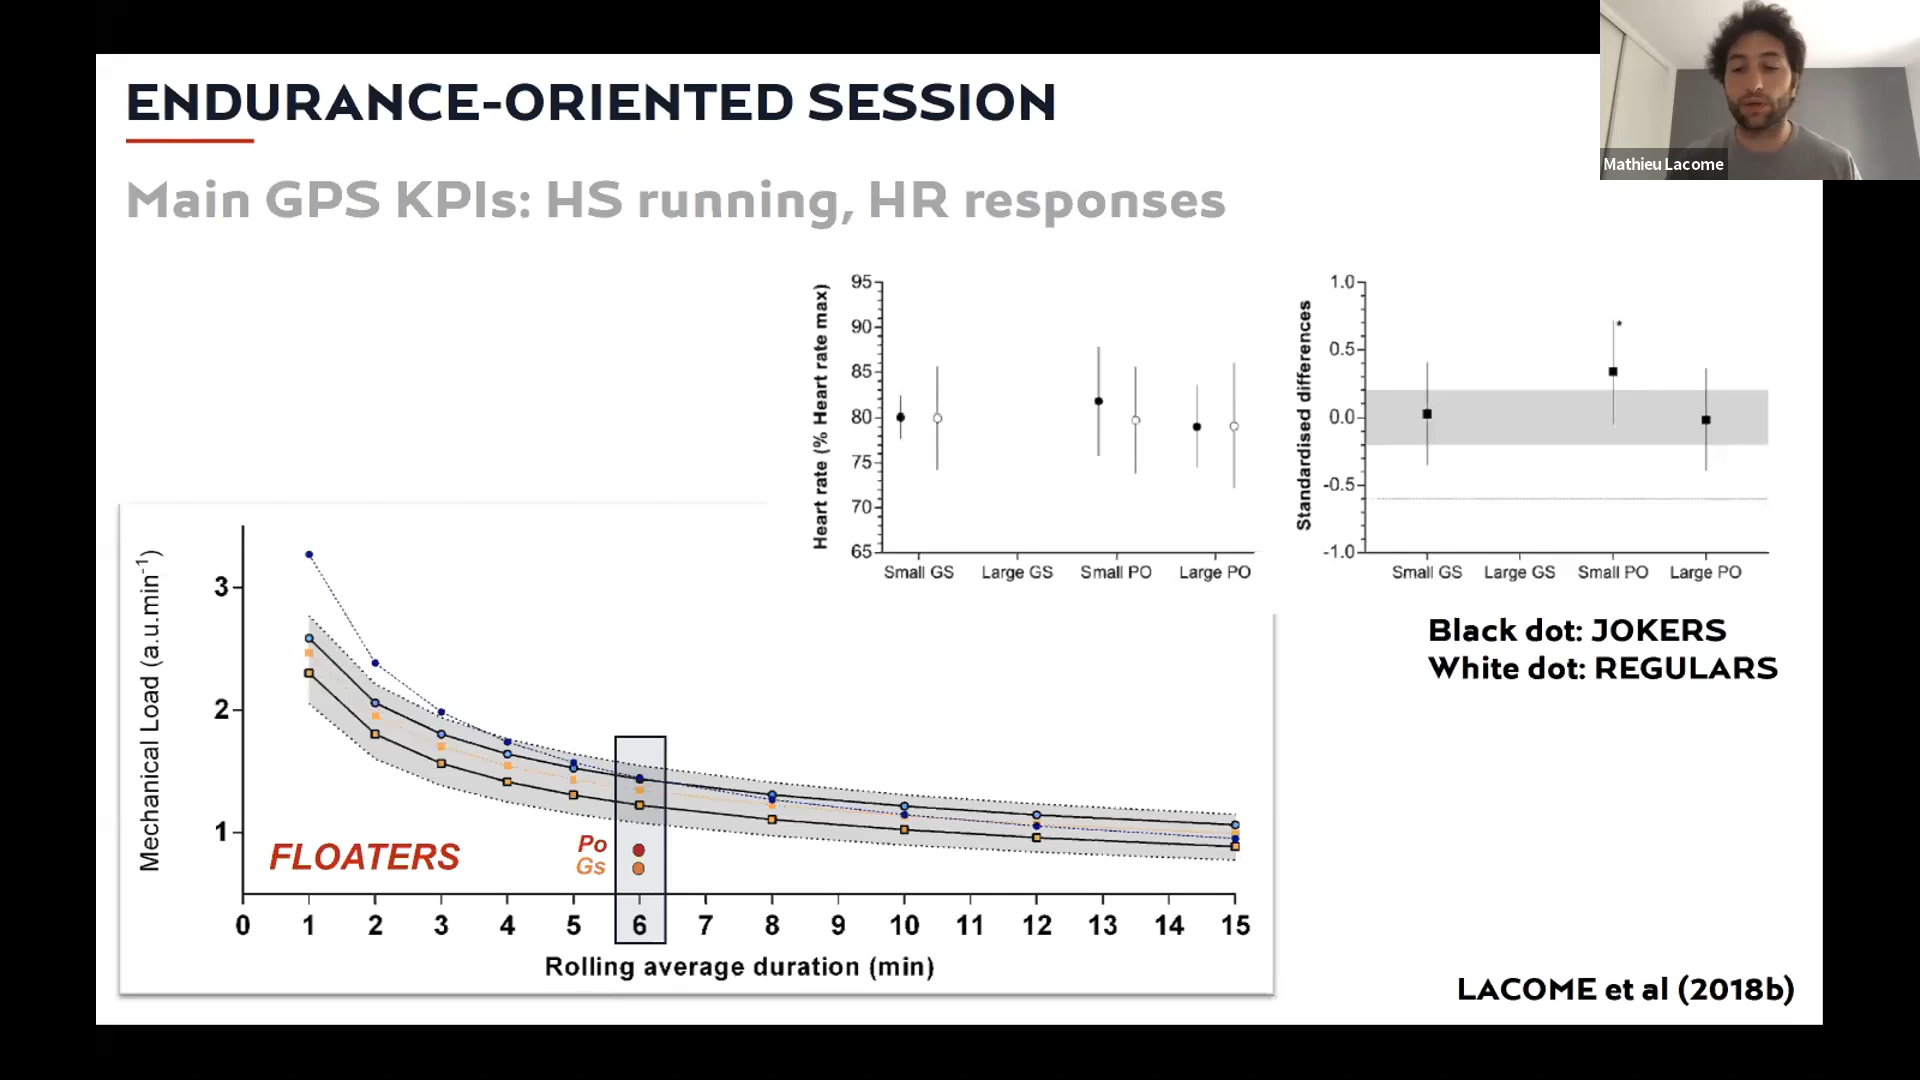 ENDURANCE-ORIENTED SESSION
Main GPS KPIs: HS running, HR responses
Mathieu Lacome
Heart rate (% Heart rate max)
95
90
85
80
75
70
65
Small GS Large GS Small PO Large PO
Standardised differences
1.0
0.5
0.0
-0.5
-1.0
*
Small GS Large GS Small PO Large PO
Black dot: JOKERS
White dot: REGULARS
Mechanical Load (a.u.min-1)
3
2
1
FLOATERS
Po
Gs
0 1 2 3 4 5 6 7 8 9 10 11 12 13 14 15
Rolling average duration (min)
LACOME et al (2018b)